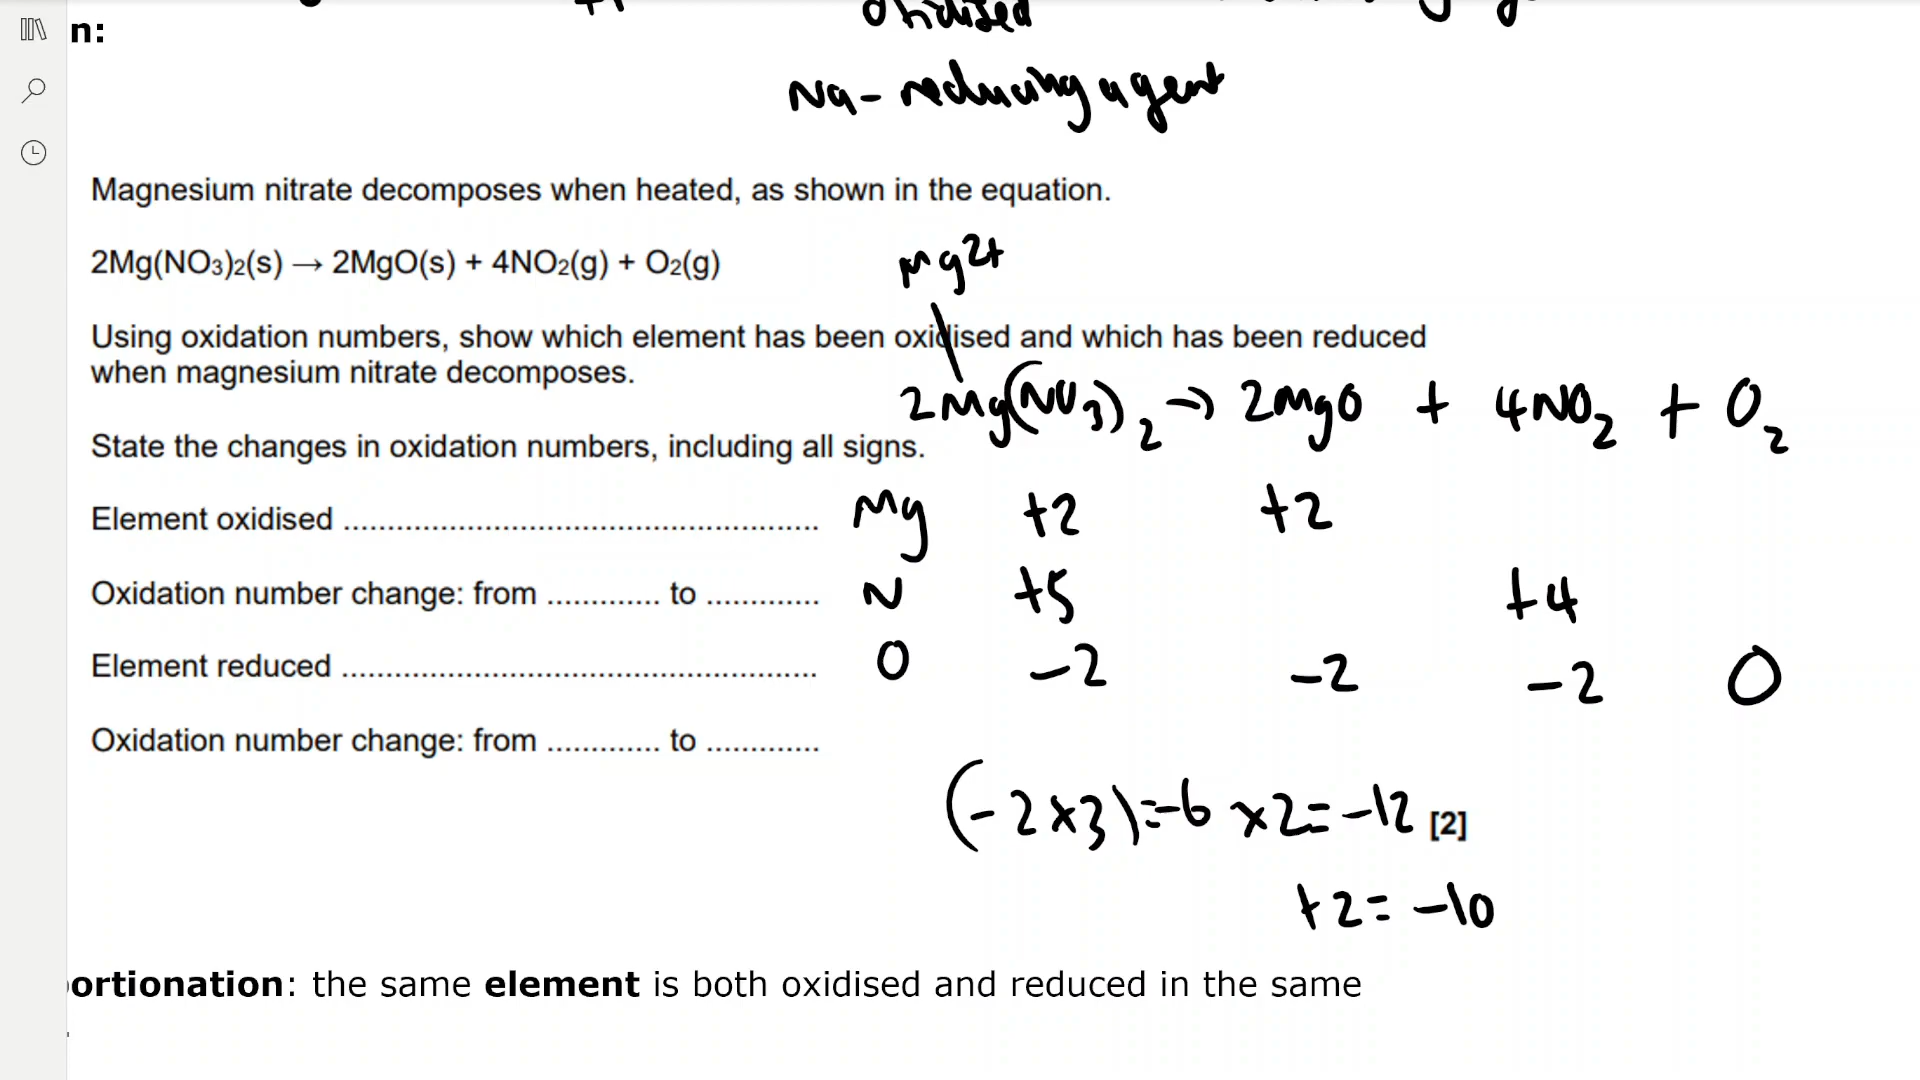 n:
oxidised
Na - reducing agent
Magnesium nitrate decomposes when heated, as shown in the equation.
2Mg(NO3)2(s) → 2MgO(s) + 4NO2(g) + O2(g)
Mg2+
Using oxidation numbers, show which element has been oxidised and which has been reduced
when magnesium nitrate decomposes.
2Mg(NO3)2 → 2MgO + 4NO2 + O2
State the changes in oxidation numbers, including all signs.
Element oxidised ....................................................
Mg +2 +2
Oxidation number change: from ............. to .............
N +5 +4
Element reduced ....................................................
O -2 -2 -2 0
Oxidation number change: from ............. to .............
(-2×3)=-6 ×2=-12 [2]
+2= -10
ortionation: the same element is both oxidised and reduced in the same